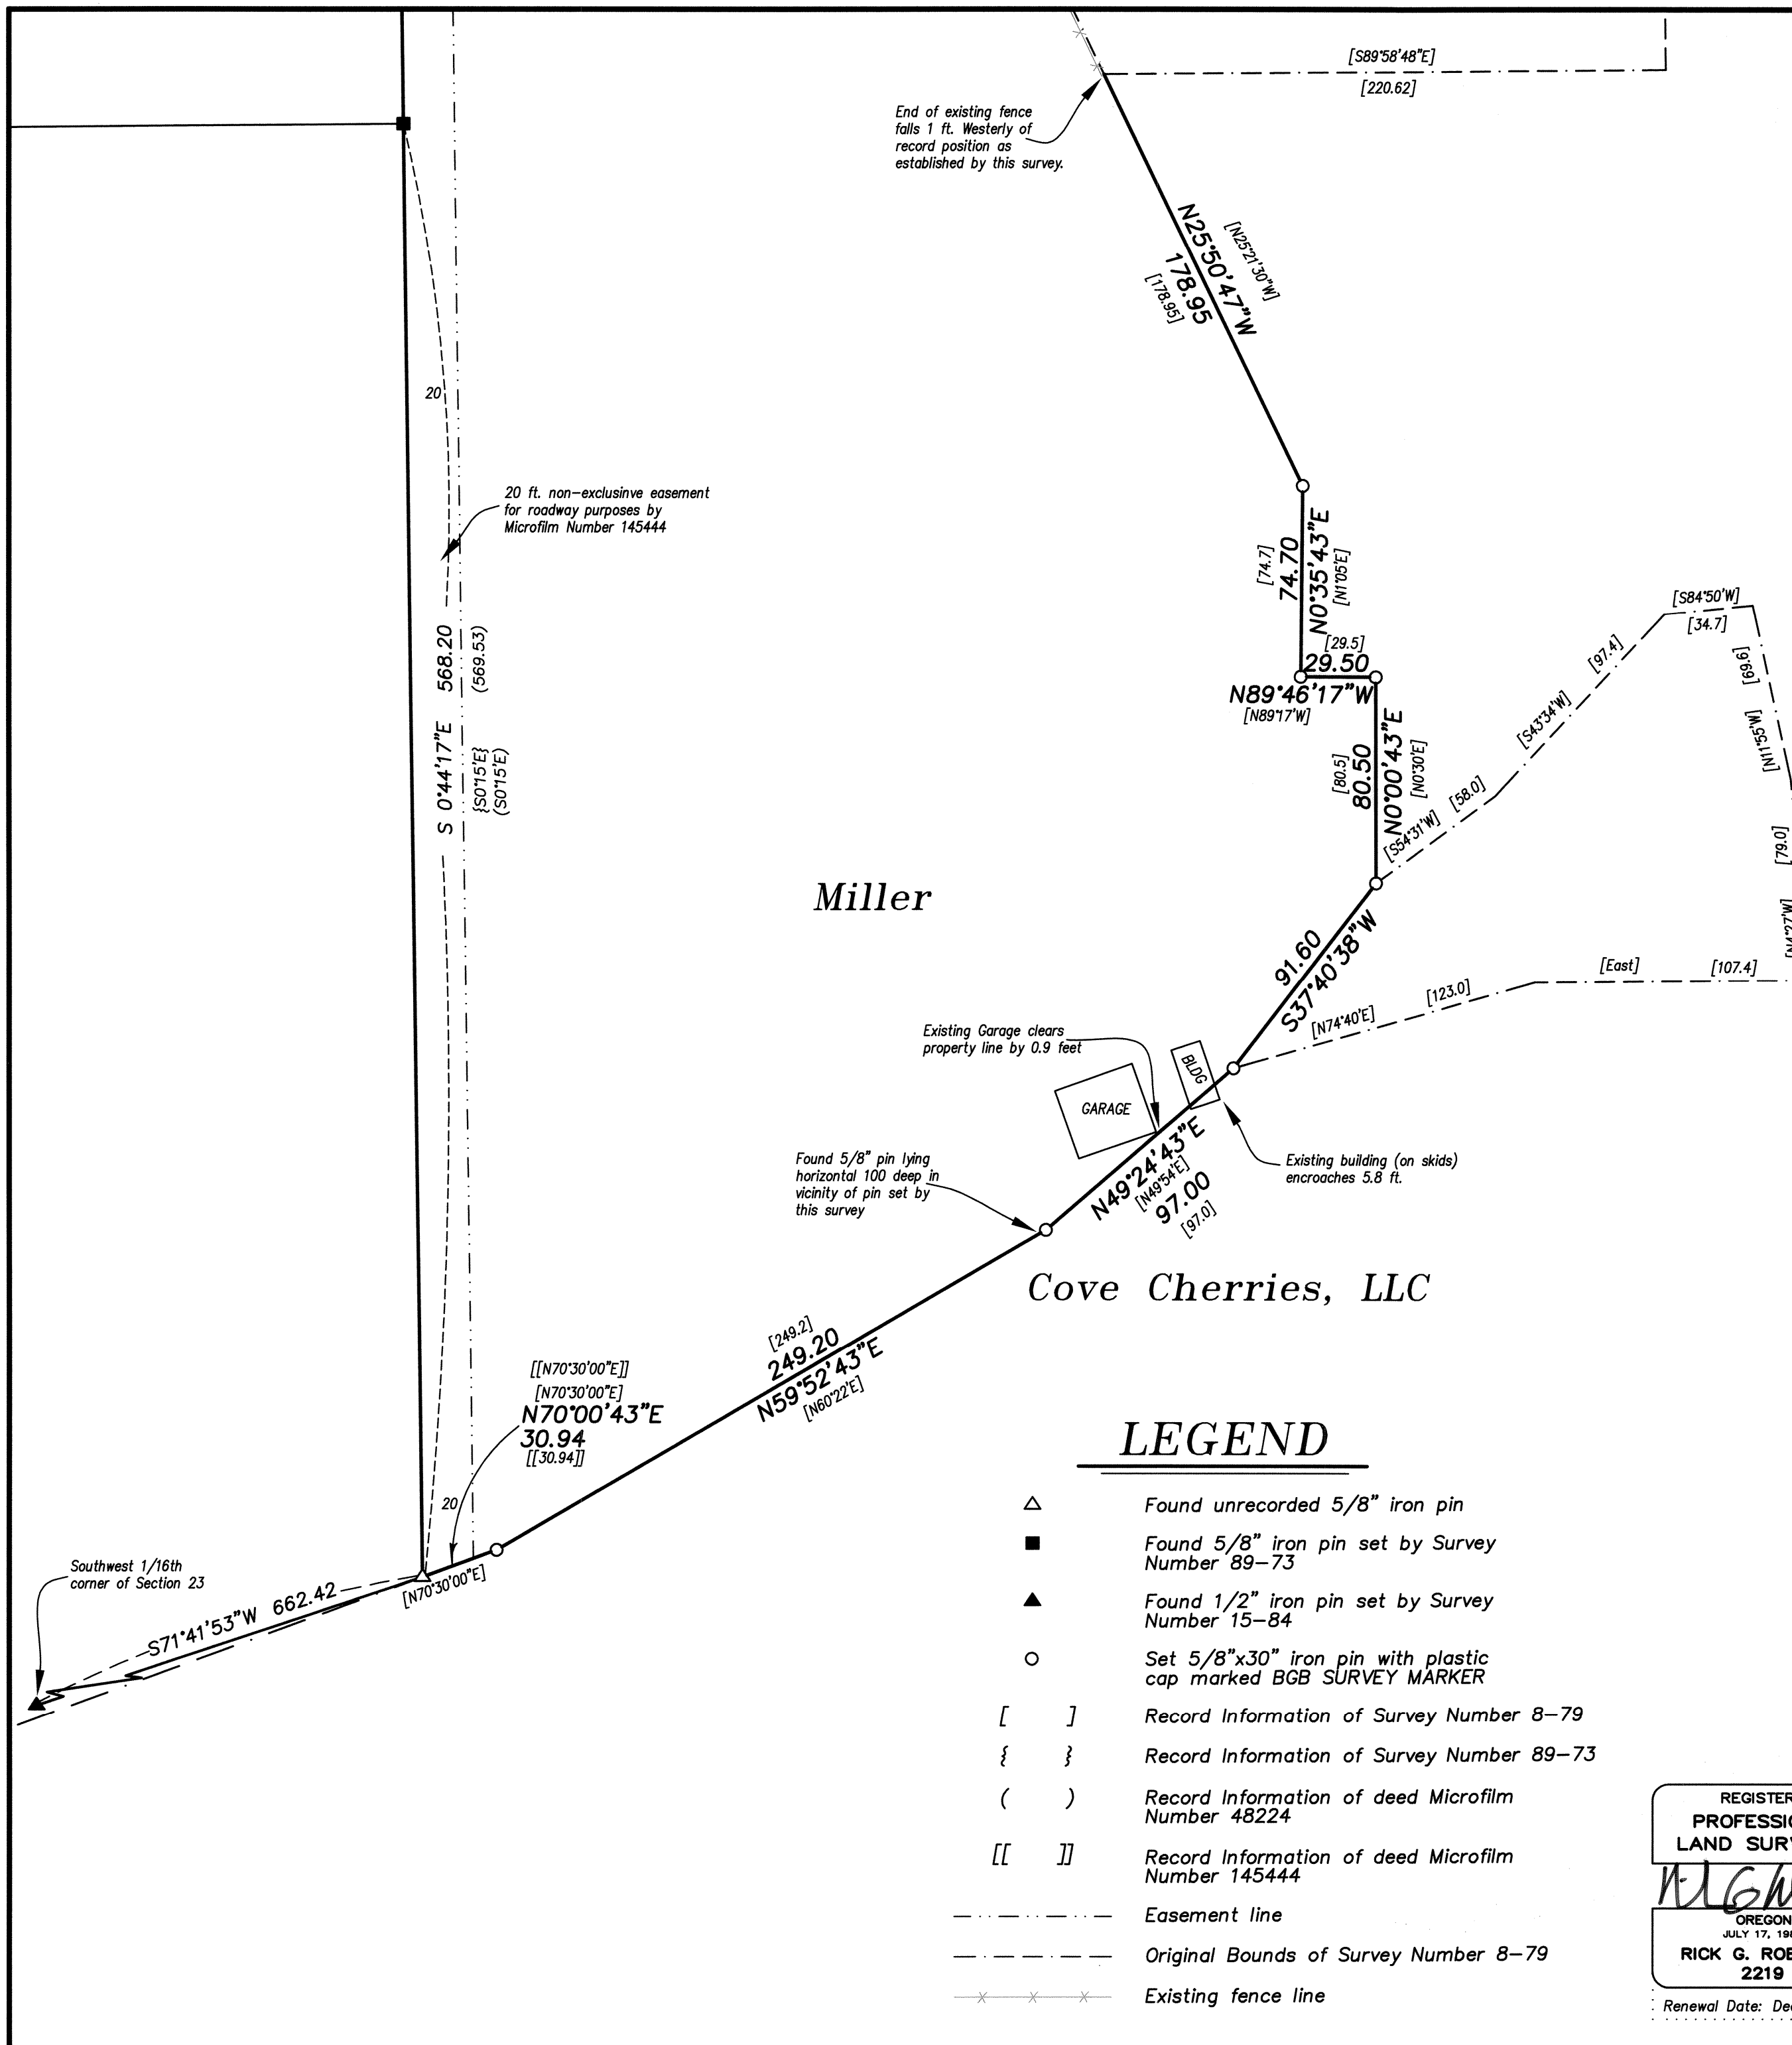 [S89°58'48"E]
[220.62]
End of existing fence
falls 1 ft. Westerly of
record position as
established by this survey.
N25°50'47"W
[N25°21'30"W]
178.95
[178.95]
20
20 ft. non-exclusinve easement
for roadway purposes by
Microfilm Number 145444
[74.7]
74.70
N0°35'43"E
[N1°05'E]
[29.5]
29.50
N89°46'17"W
[N89°17'W]
[80.5]
80.50
N0°00'43"E
[N0°30'E]
[S84°50'W]
[34.7]
[97.4]
[S43°34'W]
[69.6]
[N11°55'W]
[58.0]
[S54°31'W]
[79.0]
[N4°27'W]
S 0°44'17"E 568.20
{S0°15'E}
(S0°15'E) (569.53)
Miller
91.60
S37°40'38"W
[East] [107.4]
[N74°40'E] [123.0]
Existing Garage clears
property line by 0.9 feet
BLDG
GARAGE
N49°24'43"E
[N49°54'E]
97.00
[97.0]
Existing building (on skids)
encroaches 5.8 ft.
Found 5/8" pin lying
horizontal 100 deep in
vicinity of pin set by
this survey
Cove Cherries, LLC
[249.2]
249.20
N59°52'43"E
[N60°22'E]
[[N70°30'00"E]]
[N70°30'00"E]
N70°00'43"E
30.94
[[30.94]]
20
[N70°30'00"E]
Southwest 1/16th
corner of Section 23
S71°41'53"W 662.42
LEGEND
Found unrecorded 5/8" iron pin
Found 5/8" iron pin set by Survey
Number 89-73
Found 1/2" iron pin set by Survey
Number 15-84
Set 5/8"x30" iron pin with plastic
cap marked BGB SURVEY MARKER
[ ] Record Information of Survey Number 8-79
{ } Record Information of Survey Number 89-73
( ) Record Information of deed Microfilm
Number 48224
[[ ]] Record Information of deed Microfilm
Number 145444
Easement line
Original Bounds of Survey Number 8-79
Existing fence line
REGISTER
PROFESSI
LAND SUR
OREGON
JULY 17, 19
RICK G. ROB
2219
Renewal Date: De